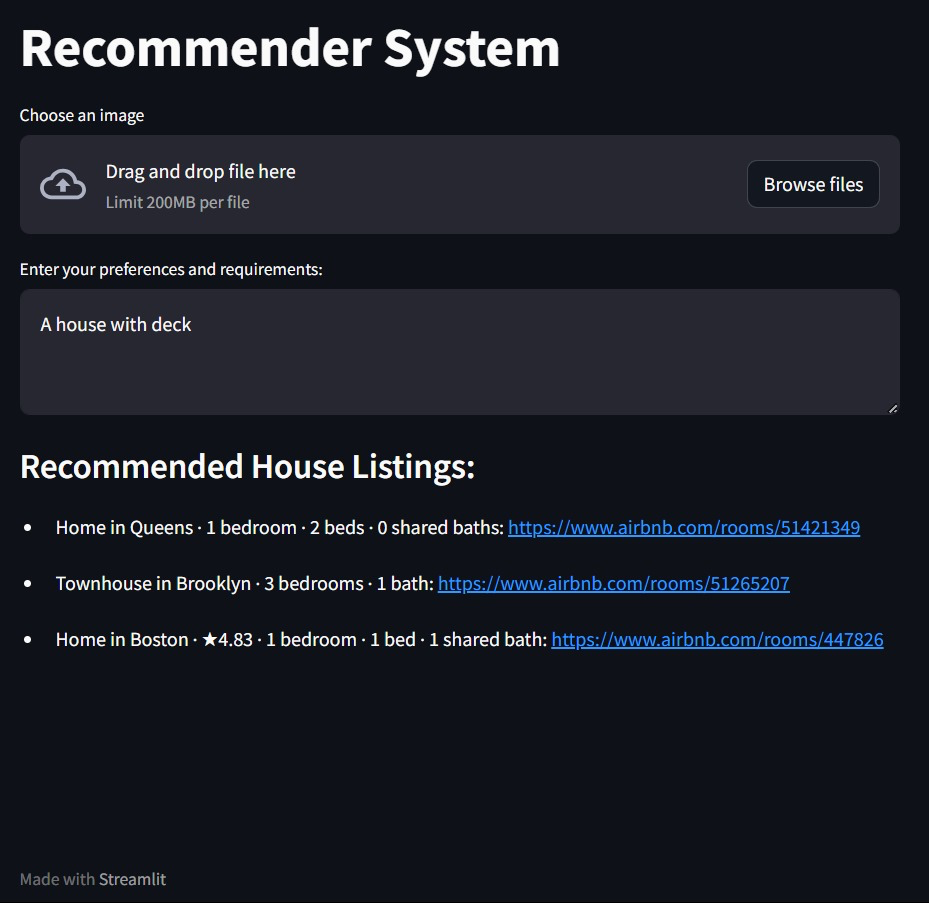 Recommender System
Choose an image
Drag and drop file here
Limit 200MB per file
Browse files
Enter your preferences and requirements:
A house with deck
Recommended House Listings:
• Home in Queens · 1 bedroom · 2 beds · 0 shared baths: https://www.airbnb.com/rooms/51421349
• Townhouse in Brooklyn · 3 bedrooms · 1 bath: https://www.airbnb.com/rooms/51265207
• Home in Boston · ★4.83 · 1 bedroom · 1 bed · 1 shared bath: https://www.airbnb.com/rooms/447826
Made with Streamlit